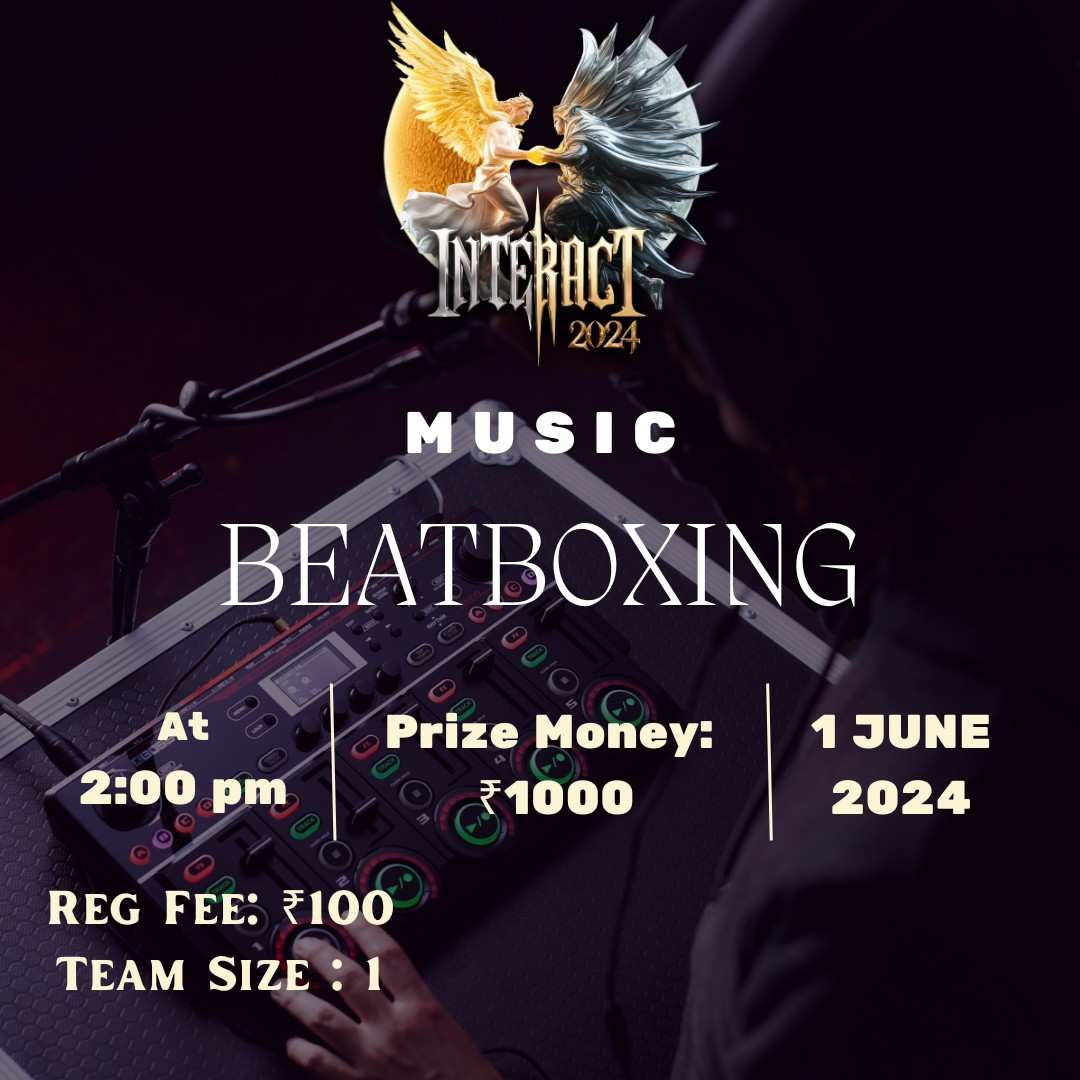 INTERACT
2024
MUSIC
BEATBOXING
At
2:00 pm
Prize Money:
₹1000
1 JUNE
2024
REG FEE: ₹100
TEAM SIZE : 1